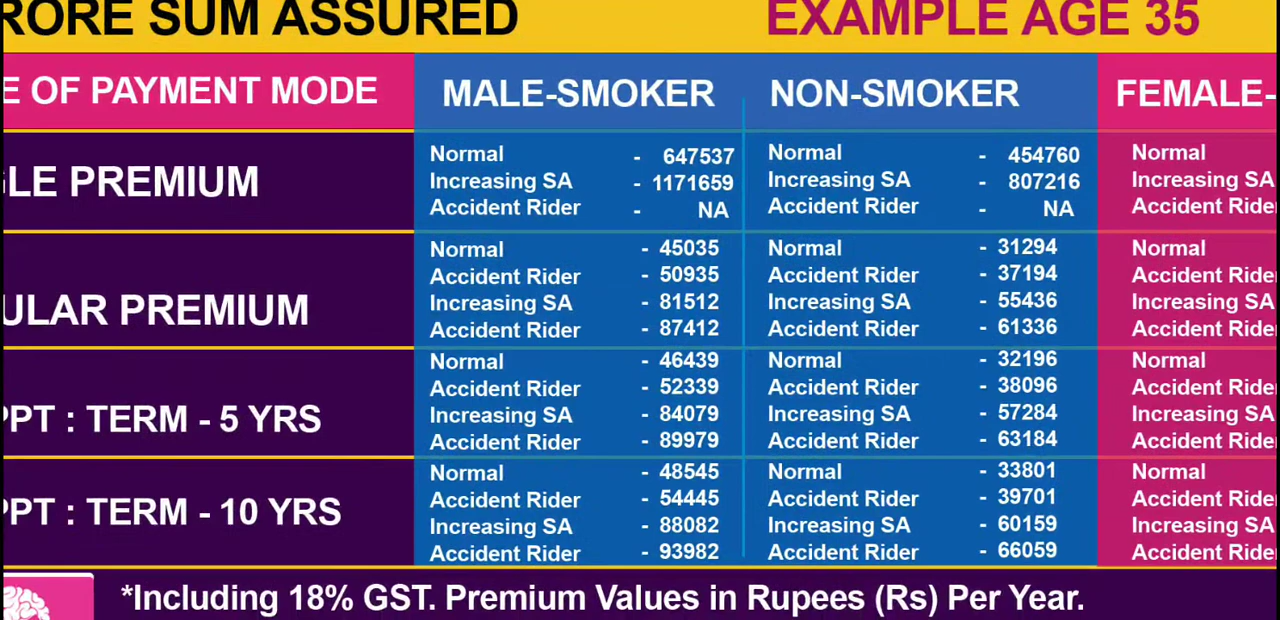 RORE SUM ASSURED EXAMPLE AGE 35
E OF PAYMENT MODE MALE-SMOKER NON-SMOKER FEMALE-
GLE PREMIUM
Normal - 647537 Normal - 454760 Normal
Increasing SA - 1171659 Increasing SA - 807216 Increasing SA
Accident Rider - NA Accident Rider - NA Accident Ride
ULAR PREMIUM
Normal - 45035 Normal - 31294 Normal
Accident Rider - 50935 Accident Rider - 37194 Accident Ride
Increasing SA - 81512 Increasing SA - 55436 Increasing SA
Accident Rider - 87412 Accident Rider - 61336 Accident Ride
PPT : TERM - 5 YRS
Normal - 46439 Normal - 32196 Normal
Accident Rider - 52339 Accident Rider - 38096 Accident Ride
Increasing SA - 84079 Increasing SA - 57284 Increasing SA
Accident Rider - 89979 Accident Rider - 63184 Accident Ride
PPT : TERM - 10 YRS
Normal - 48545 Normal - 33801 Normal
Accident Rider - 54445 Accident Rider - 39701 Accident Ride
Increasing SA - 88082 Increasing SA - 60159 Increasing SA
Accident Rider - 93982 Accident Rider - 66059 Accident Ride
*Including 18% GST. Premium Values in Rupees (Rs) Per Year.